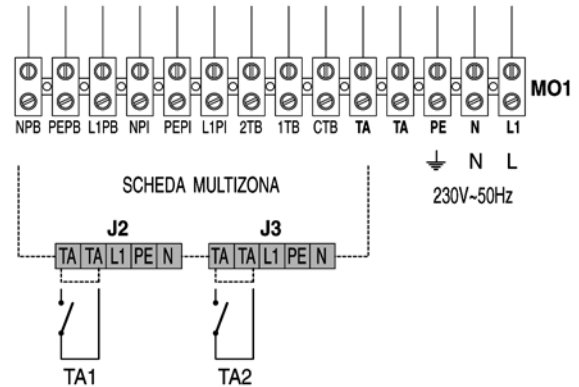 MO1
NPB PEPB L1PB NPI PEPI L1PI 2TB 1TB CTB TA TA PE N L1
N L
230V~50Hz
SCHEDA MULTIZONA
J2 J3
TA TA L1 PE N TA TA L1 PE N
TA1 TA2